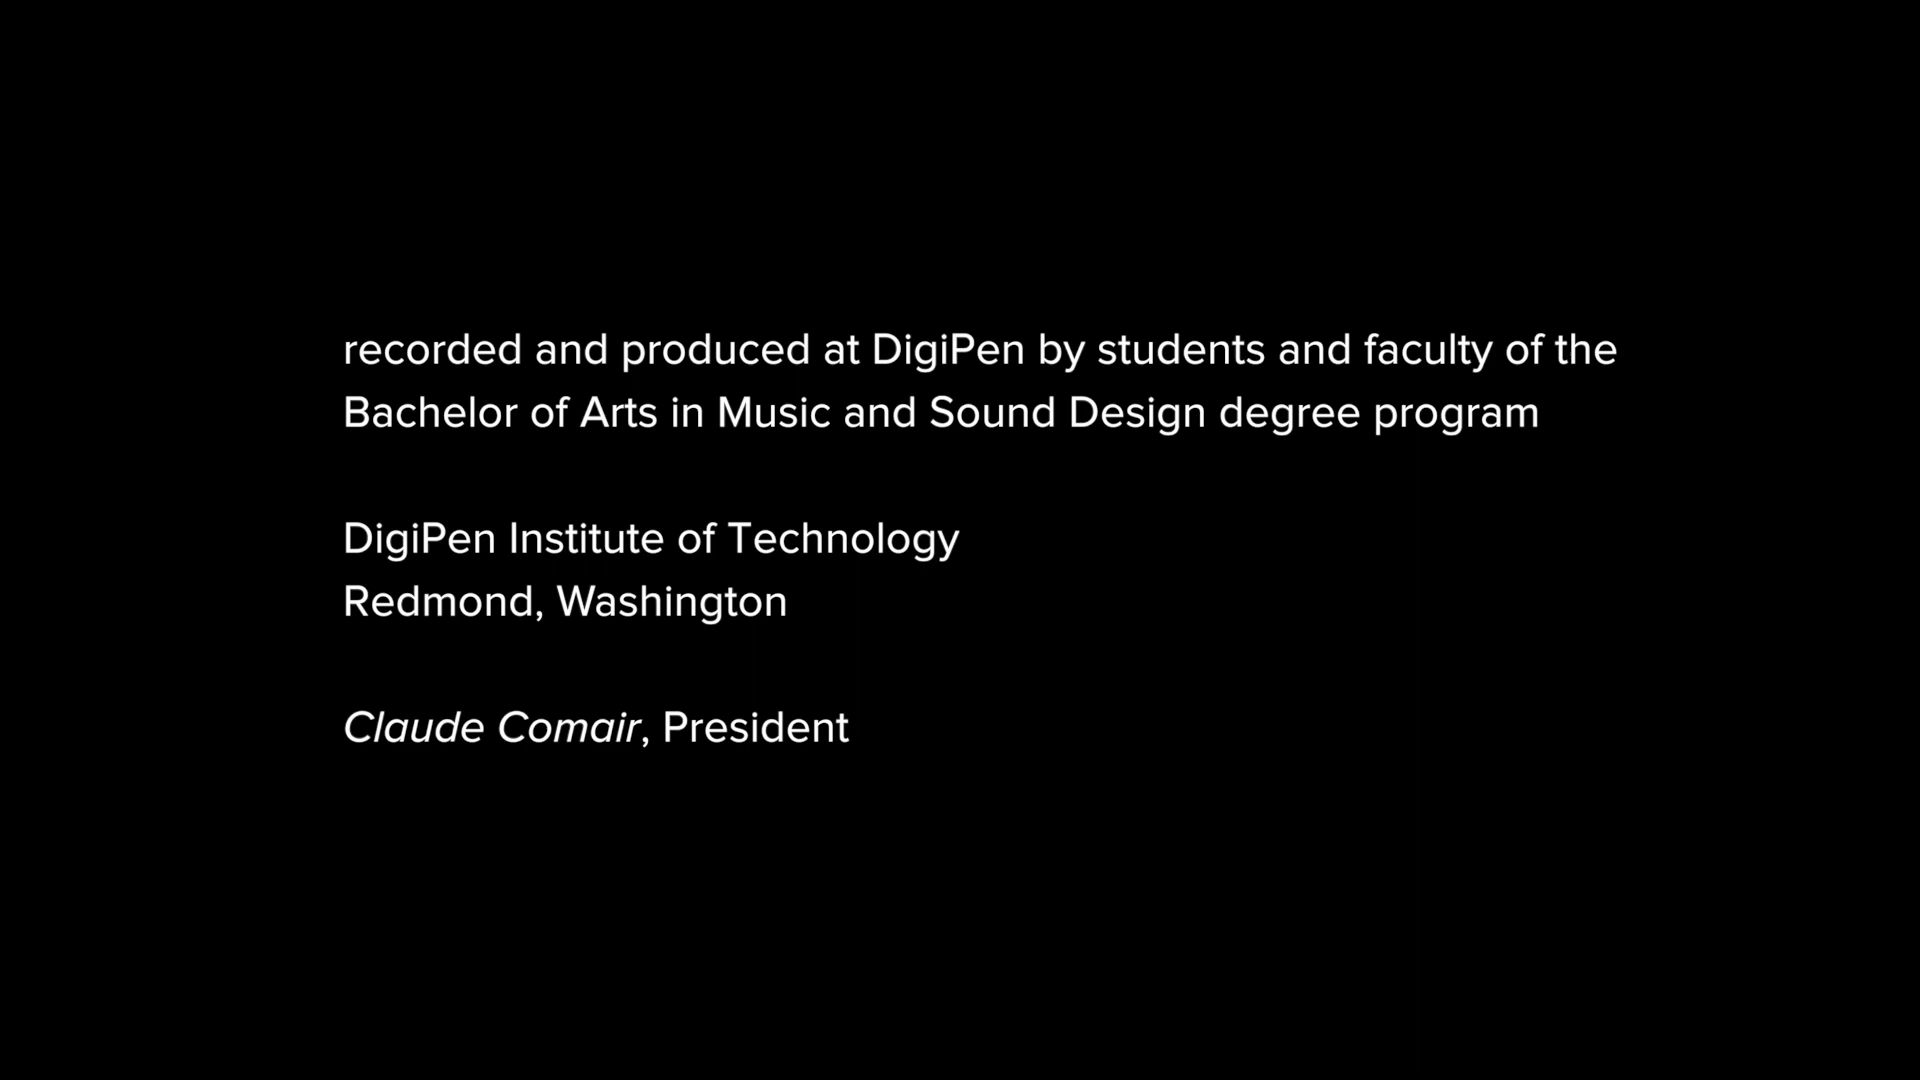 recorded and produced at DigiPen by students and faculty of the
Bachelor of Arts in Music and Sound Design degree program
DigiPen Institute of Technology
Redmond, Washington
Claude Comair, President